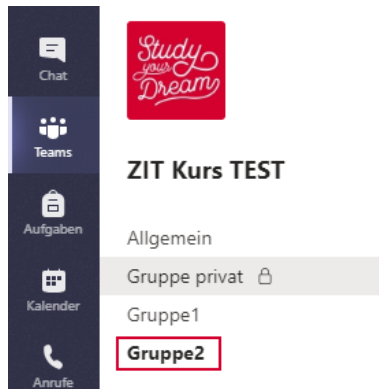 Chat
Teams
Aufgaben
Kalender
Anrufe
Study
your
Dream
ZIT Kurs TEST
Allgemein
Gruppe privat
Gruppe1
Gruppe2